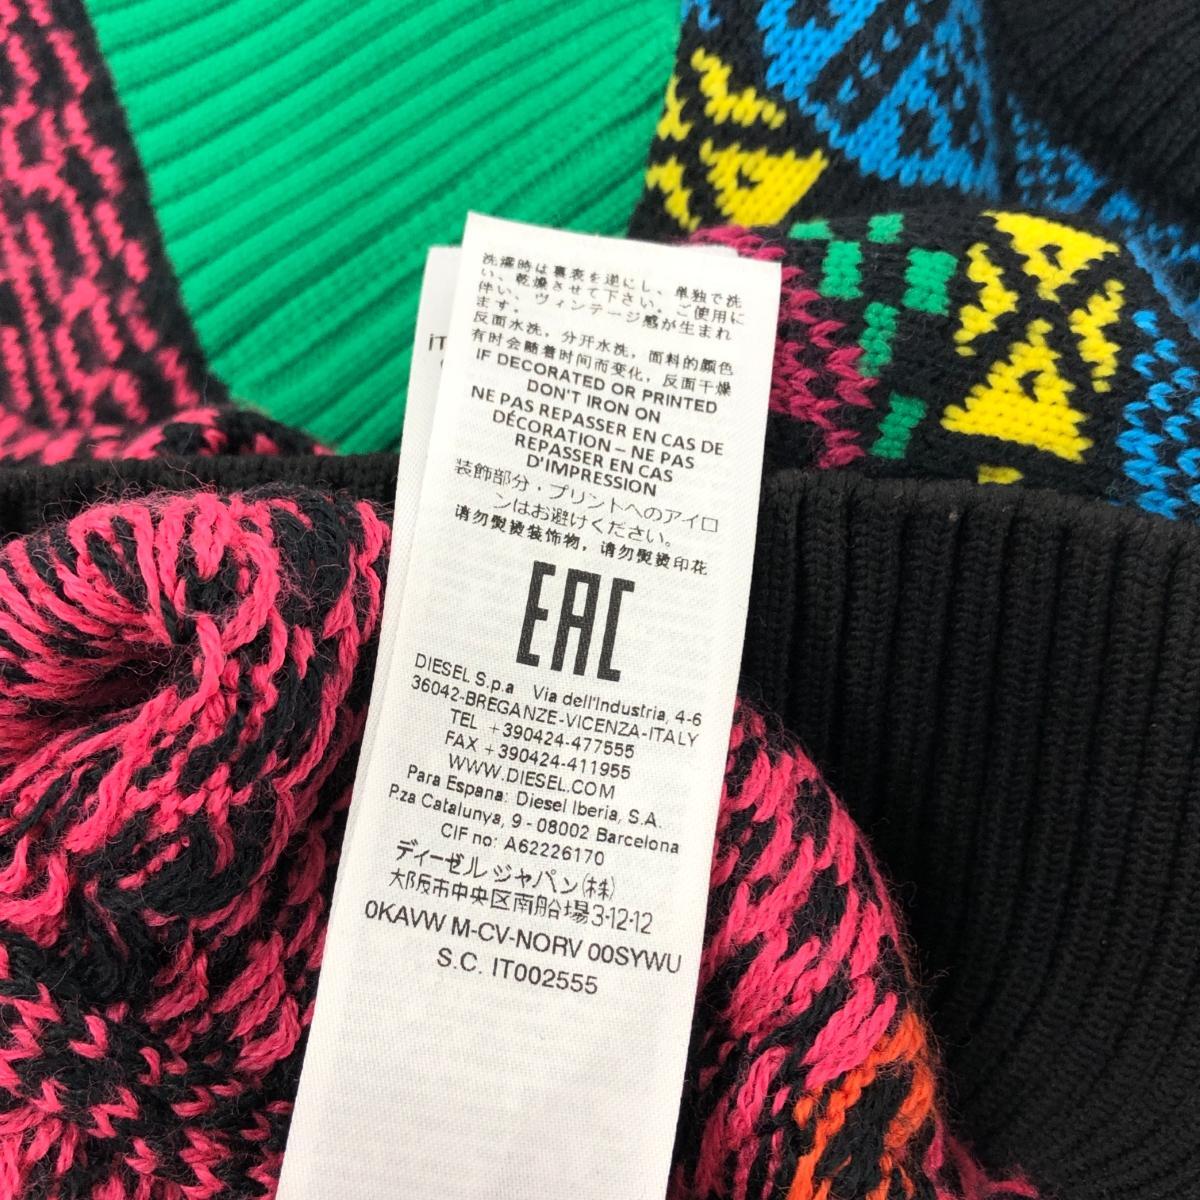 洗濯時は裏表を逆にし、単独で洗
い、乾燥させて下さい。ご使用に
伴い、ヴィンテージ感が生まれ
ます。
反面水洗，分开水洗，面料的颜色
有时会随着时间而变化，反面干燥
IF DECORATED OR PRINTED
DON'T IRON ON
NE PAS REPASSER EN CAS DE
DÉCORATION – NE PAS
REPASSER EN CAS
D'IMPRESSION
装飾部分・プリントへのアイロ
ンはお避けください。
请勿熨烫装饰物，请勿熨烫印花
EAC
DIESEL S.p.a Via dell'Industria, 4-6
36042-BREGANZE-VICENZA-ITALY
TEL +390424-477555
FAX +390424-411955
WWW.DIESEL.COM
Para Espana: Diesel Iberia, S.A.
P.za Catalunya, 9 - 08002 Barcelona
CIF no: A62226170
ディーゼルジャパン(株)
大阪市中央区南船場3-12-12
0KAVW M-CV-NORV 00SYWU
S.C. IT002555